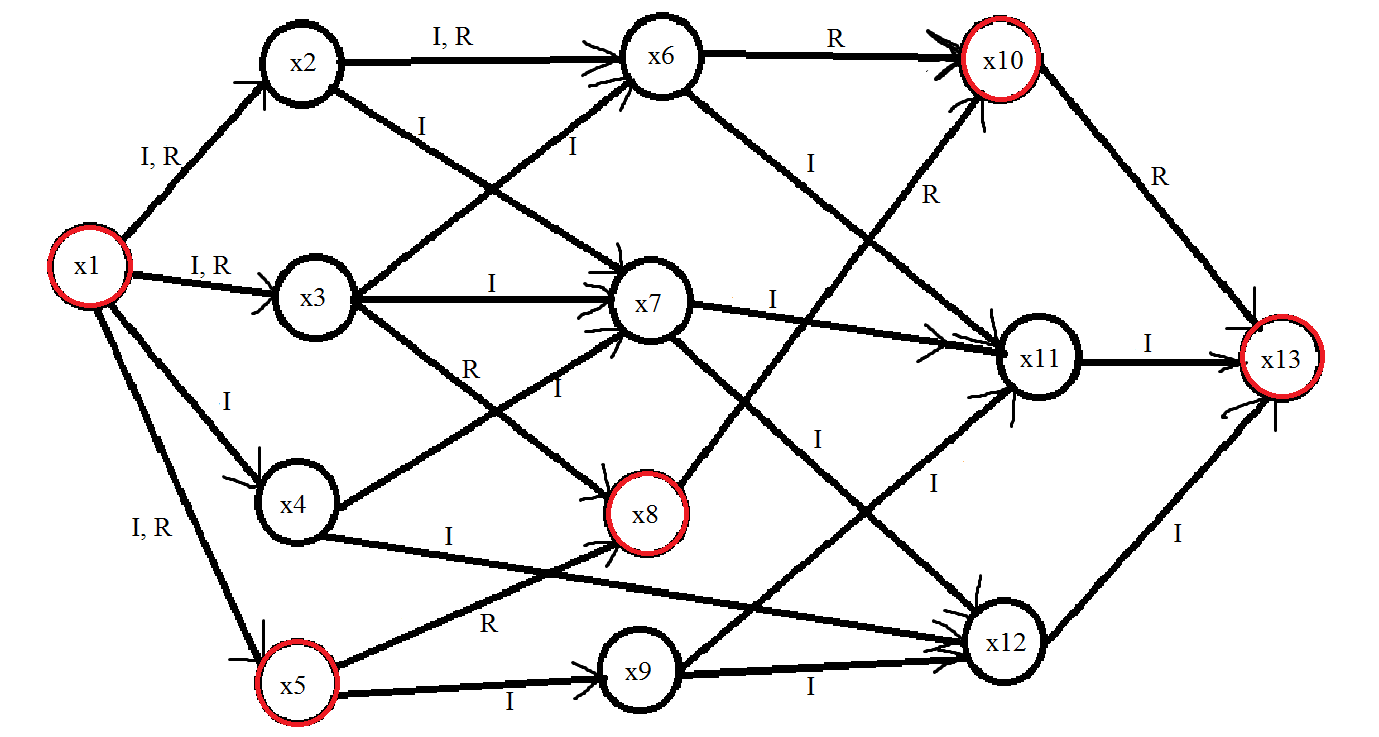 I, R
R
x2
x6
x10
I
I
I, R
I
R
R
x1
I, R
x3
I
x7
I
x11
I
x13
R
I
I
I
x4
x8
I
I
I, R
I
R
x9
x12
x5
I
I